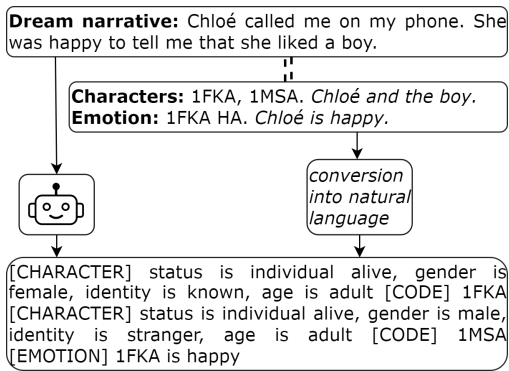 Dream narrative: Chloé called me on my phone. She
was happy to tell me that she liked a boy.
Characters: 1FKA, 1MSA. Chloé and the boy.
Emotion: 1FKA HA. Chloé is happy.
conversion
into natural
language
[CHARACTER] status is individual alive, gender is
female, identity is known, age is adult [CODE] 1FKA
[CHARACTER] status is individual alive, gender is male,
identity is stranger, age is adult [CODE] 1MSA
[EMOTION] 1FKA is happy